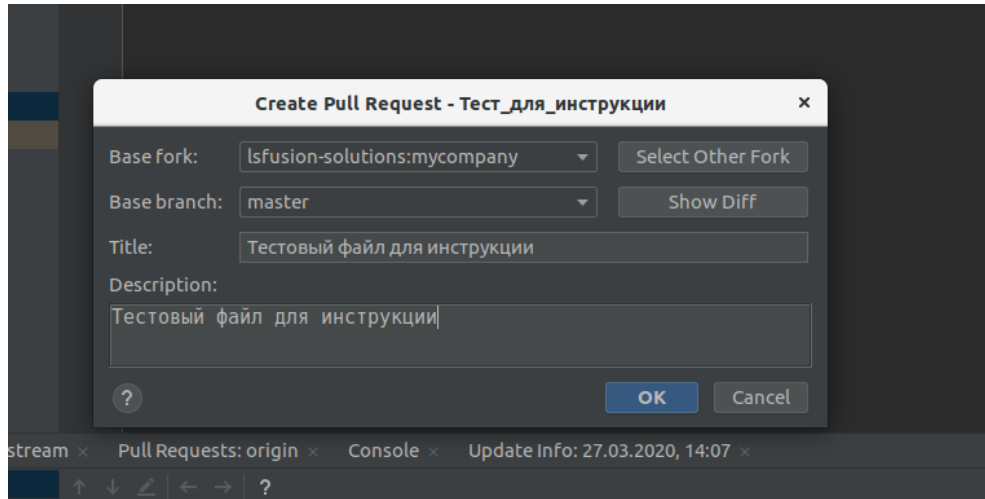 Create Pull Request - Тест_для_инструкции
Base fork: lsfusion-solutions:mycompany Select Other Fork
Base branch: master Show Diff
Title: Тестовый файл для инструкции
Description:
Тестовый файл для инструкции
? OK Cancel
stream Pull Requests: origin Console Update Info: 27.03.2020, 14:07
?